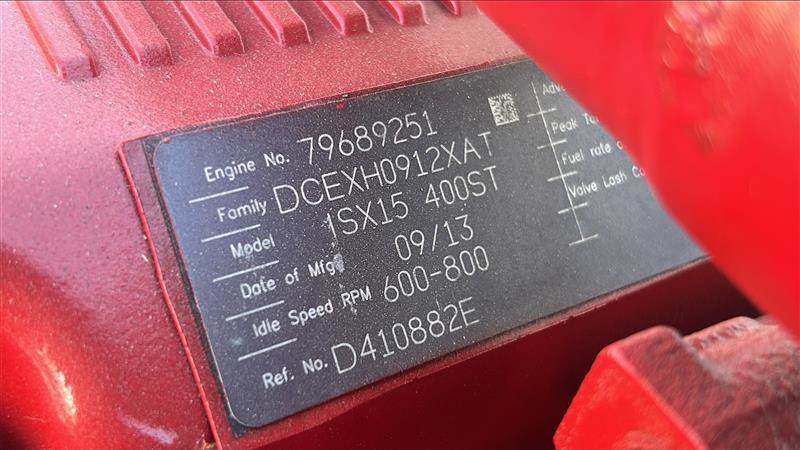 Engine No. 79689251
Family DCEXH0912XAT
Model ISX15 400ST
Date of Mfg 09/13
Idle Speed RPM 600-800
Ref. No. D410882E
Peak
Fuel rate
Valve Lash